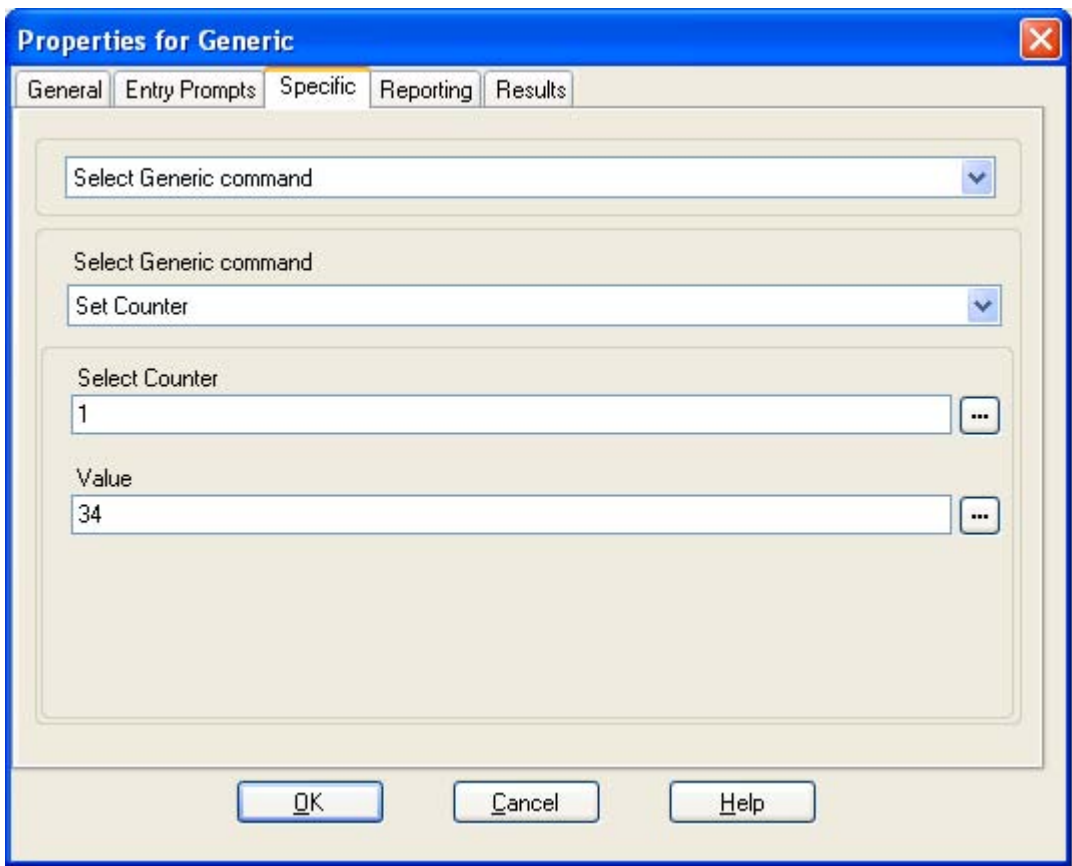 Properties for Generic
General Entry Prompts Specific Reporting Results
Select Generic command
Select Generic command
Set Counter
Select Counter
1
...
Value
34
...
OK Cancel Help